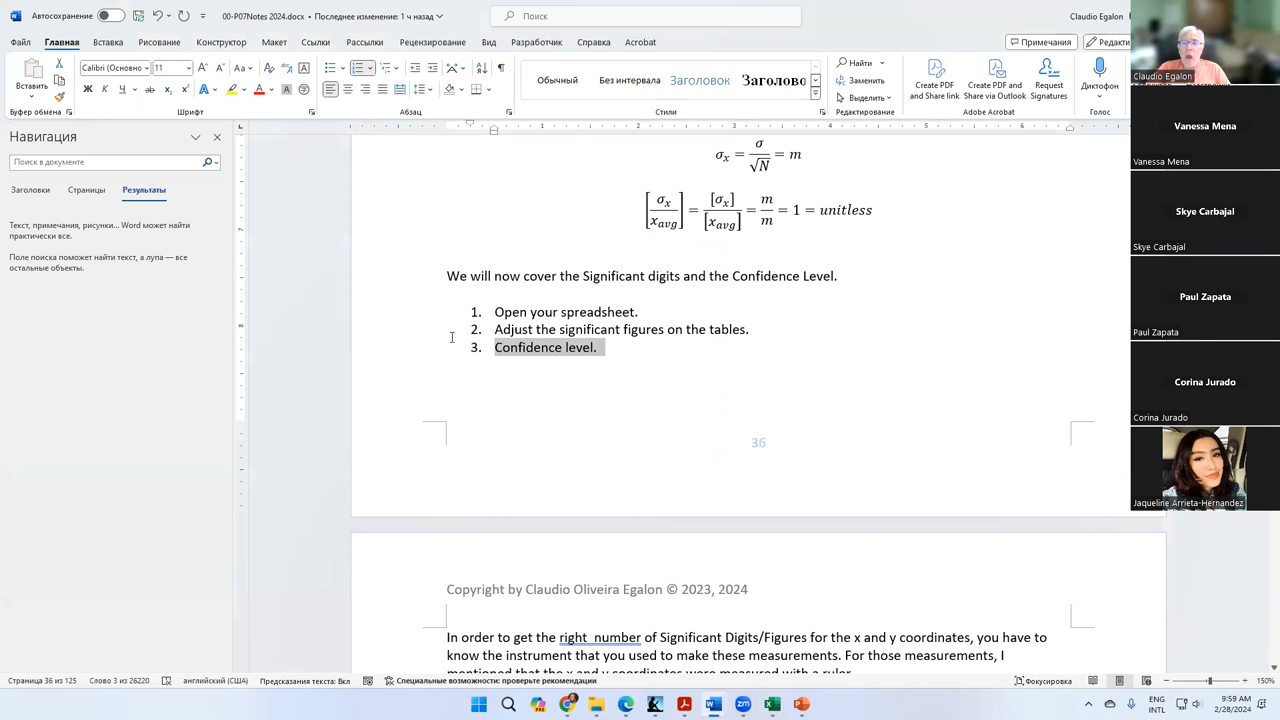 Автосохранение
00-P07Notes 2024.docx • Последнее изменение: 1 ч назад
Поиск
Claudio Egalon
Файл Главная Вставка Рисование Конструктор Макет Ссылки Рассылки Рецензирование Вид Разработчик Справка Acrobat
Примечания
Calibri (Основно 11
Обычный Без интервала Заголовок Заголово
Найти
Заменить
Выделить
Вставить
Create PDF and Share link
Create PDF and Share via Outlook
Request Signatures
Диктофон
Буфер обмена Шрифт Абзац Стили Редактирование Adobe Acrobat Голос
Навигация
Поиск в документе
Заголовки Страницы Результаты
Текст, примечания, рисунки... Word может найти
практически все.
Поле поиска поможет найти текст, а лупа — все
остальные объекты.
σx = σ/√N = m
[σx/xavg] = [σx]/[xavg] = m/m = 1 = unitless
We will now cover the Significant digits and the Confidence Level.
1. Open your spreadsheet.
2. Adjust the significant figures on the tables.
3. Confidence level.
36
Copyright by Claudio Oliveira Egalon © 2023, 2024
In order to get the right number of Significant Digits/Figures for the x and y coordinates, you have to
know the instrument that you used to make these measurements. For those measurements, I
mentioned that the x and y coordinates were measured with a ruler
Claudio Egalon
Vanessa Mena
Vanessa Mena
Skye Carbajal
Skye Carbajal
Paul Zapata
Paul Zapata
Corina Jurado
Corina Jurado
Jaqueline Arrieta-Hernandez
Страница 36 из 125 Слово 3 из 26220 английский (США) Предсказания текста: Вкл Специальные возможности: проверьте рекомендации
Фокусировка
150%
ENG
INTL
9:59 AM
2/28/2024